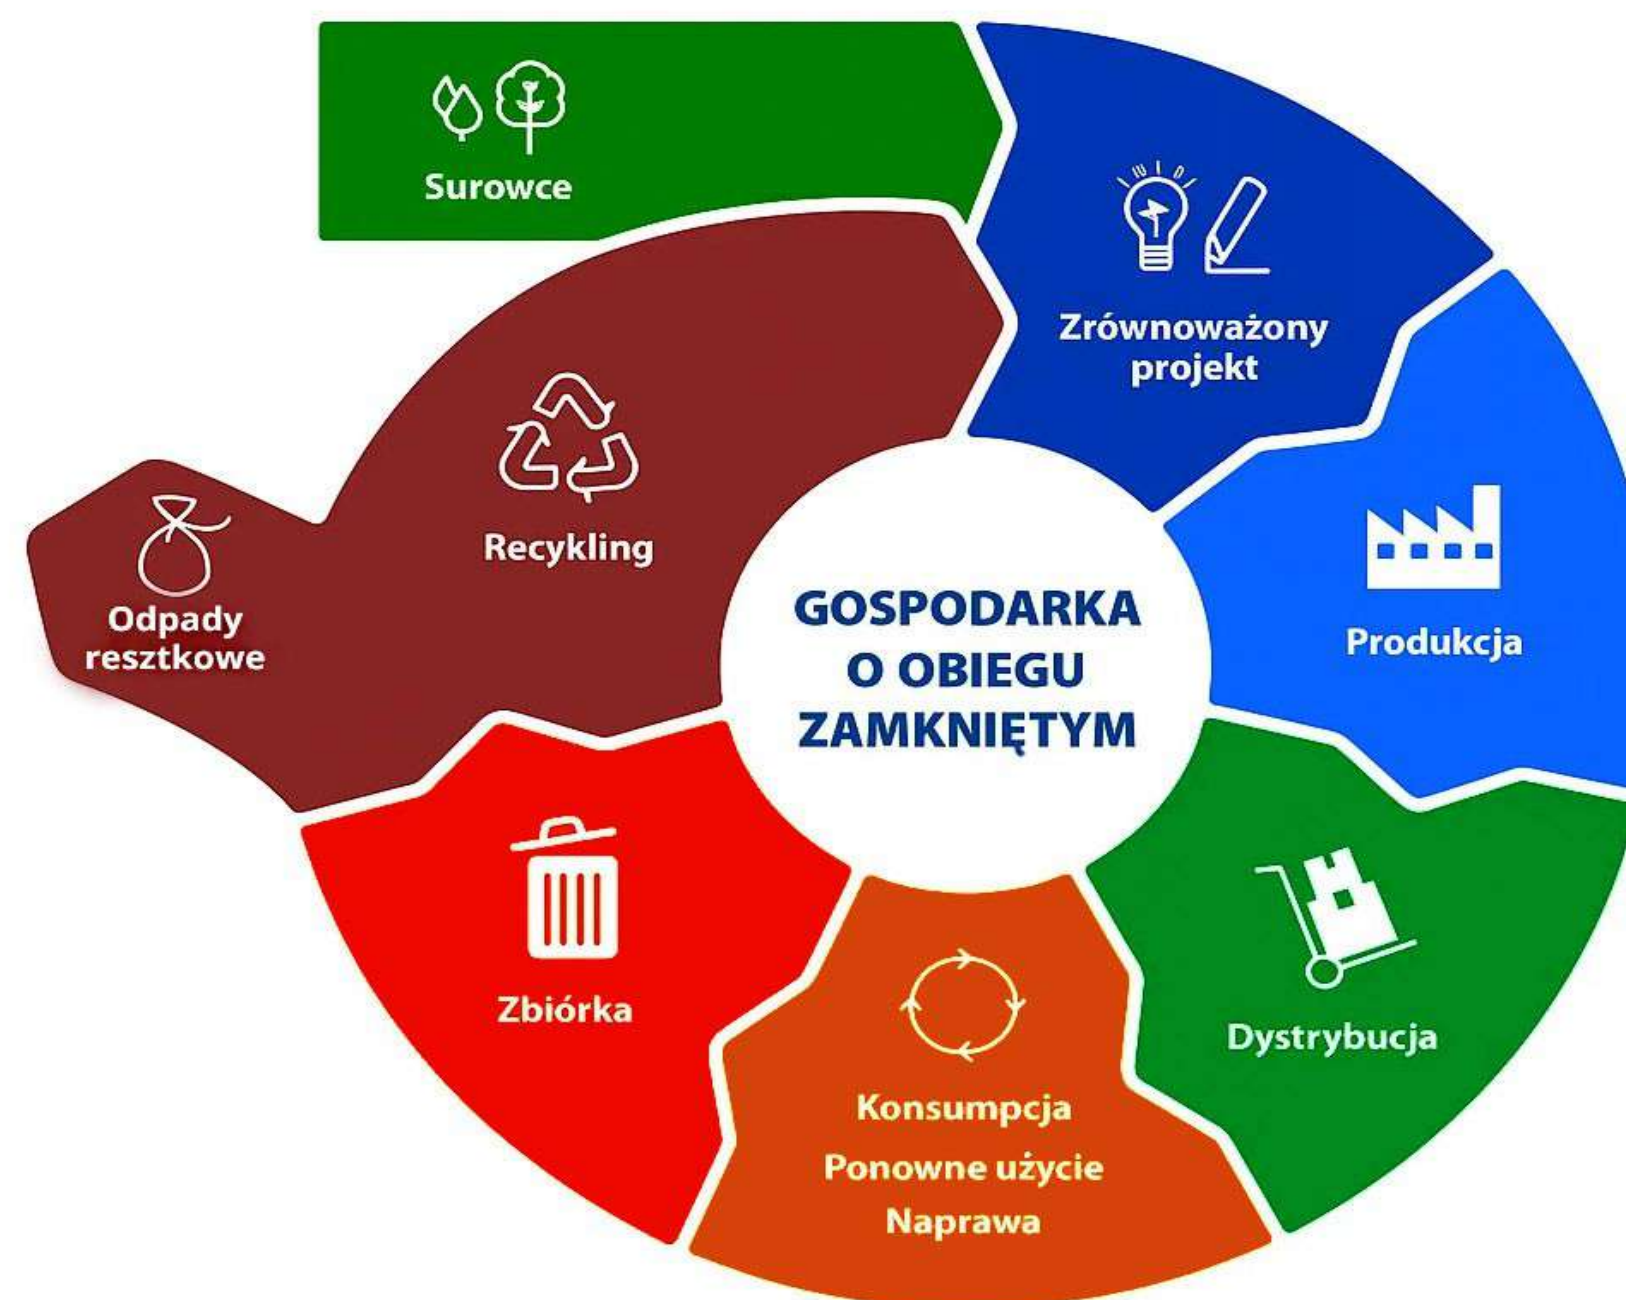 Surowce
Zrównoważony
projekt
Produkcja
Dystrybucja
Konsumpcja
Ponowne użycie
Naprawa
Zbiórka
Recykling
Odpady
resztkowe
GOSPODARKA
O OBIEGU
ZAMKNIĘTYM